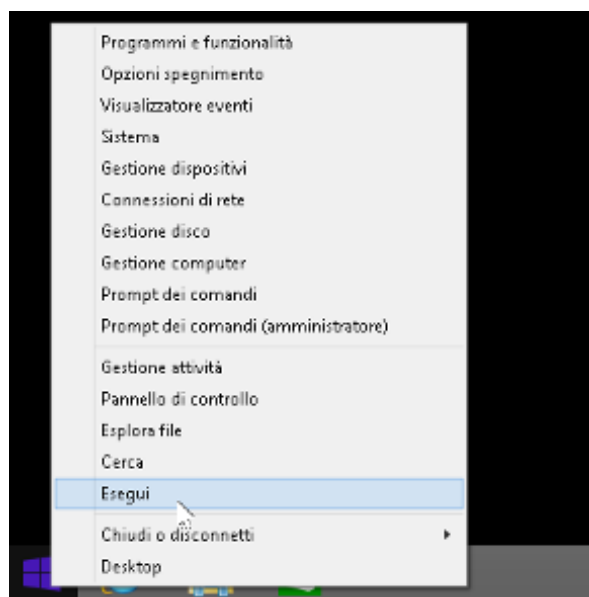 Programmi e funzionalità
Opzioni spegnimento
Visualizzatore eventi
Sistema
Gestione dispositivi
Connessioni di rete
Gestione disco
Gestione computer
Prompt dei comandi
Prompt dei comandi (amministratore)
Gestione attività
Pannello di controllo
Esplora file
Cerca
Esegui
Chiudi o disconnetti
Desktop